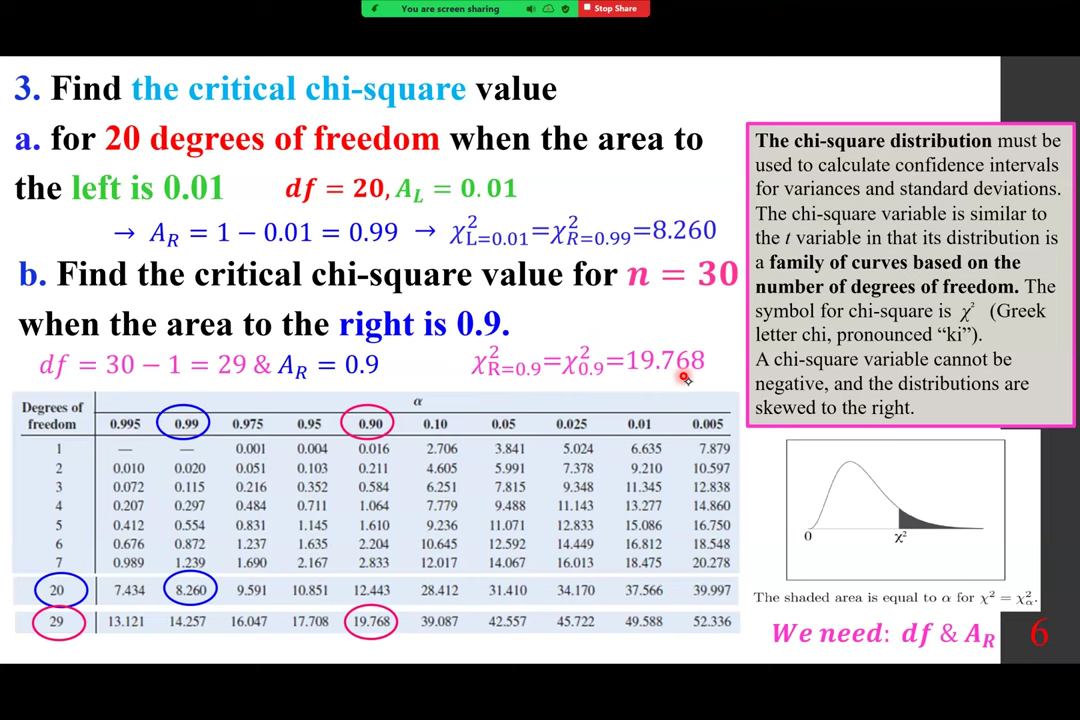 You are screen sharing
Stop Share
3. Find the critical chi-square value
a. for 20 degrees of freedom when the area to
the left is 0.01 df = 20, A_L = 0.01
→ A_R = 1 − 0.01 = 0.99 → χ²_{L=0.01}=χ²_{R=0.99}=8.260
b. Find the critical chi-square value for n = 30
when the area to the right is 0.9.
df = 30 − 1 = 29 & A_R = 0.9 χ²_{R=0.9}=χ²_{0.9}=19.768
α
Degrees of
freedom 0.995 0.99 0.975 0.95 0.90 0.10 0.05 0.025 0.01 0.005
1 — — 0.001 0.004 0.016 2.706 3.841 5.024 6.635 7.879
2 0.010 0.020 0.051 0.103 0.211 4.605 5.991 7.378 9.210 10.597
3 0.072 0.115 0.216 0.352 0.584 6.251 7.815 9.348 11.345 12.838
4 0.207 0.297 0.484 0.711 1.064 7.779 9.488 11.143 13.277 14.860
5 0.412 0.554 0.831 1.145 1.610 9.236 11.071 12.833 15.086 16.750
6 0.676 0.872 1.237 1.635 2.204 10.645 12.592 14.449 16.812 18.548
7 0.989 1.239 1.690 2.167 2.833 12.017 14.067 16.013 18.475 20.278
20 7.434 8.260 9.591 10.851 12.443 28.412 31.410 34.170 37.566 39.997
29 13.121 14.257 16.047 17.708 19.768 39.087 42.557 45.722 49.588 52.336
The chi-square distribution must be
used to calculate confidence intervals
for variances and standard deviations.
The chi-square variable is similar to
the t variable in that its distribution is
a family of curves based on the
number of degrees of freedom. The
symbol for chi-square is χ² (Greek
letter chi, pronounced “ki”).
A chi-square variable cannot be
negative, and the distributions are
skewed to the right.
0 χ²
The shaded area is equal to α for χ² = χ²_α.
We need: df & A_R 6